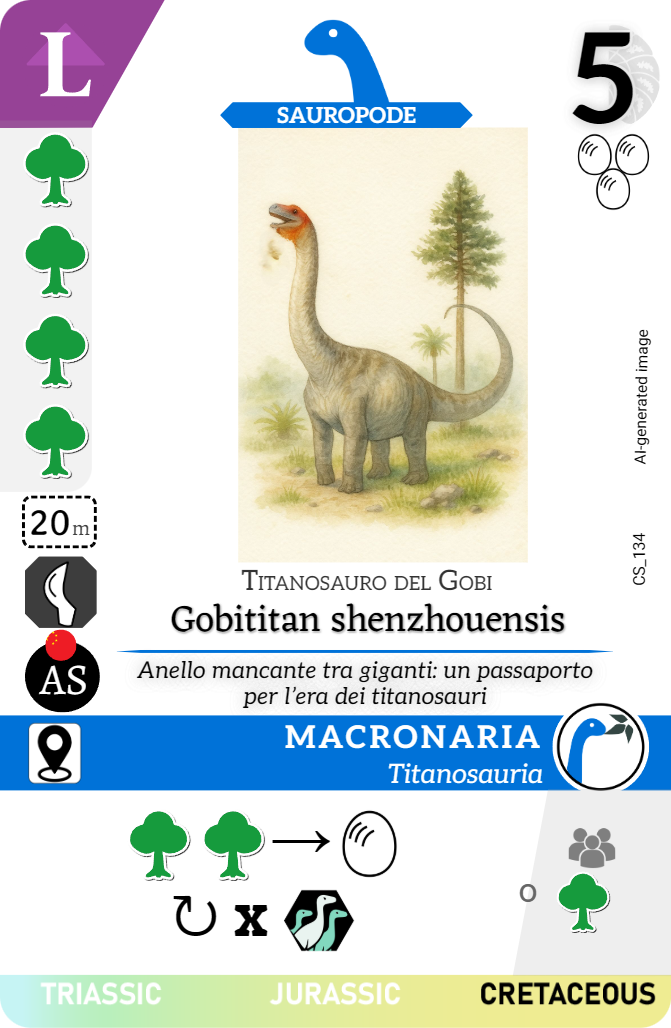 L
SAUROPODE
5
AI-generated image
CS_134
20m
AS
Titanosauro del Gobi
Gobititan shenzhouensis
Anello mancante tra giganti: un passaporto
per l'era dei titanosauri
MACRONARIA
Titanosauria
x
o
TRIASSIC JURASSIC CRETACEOUS